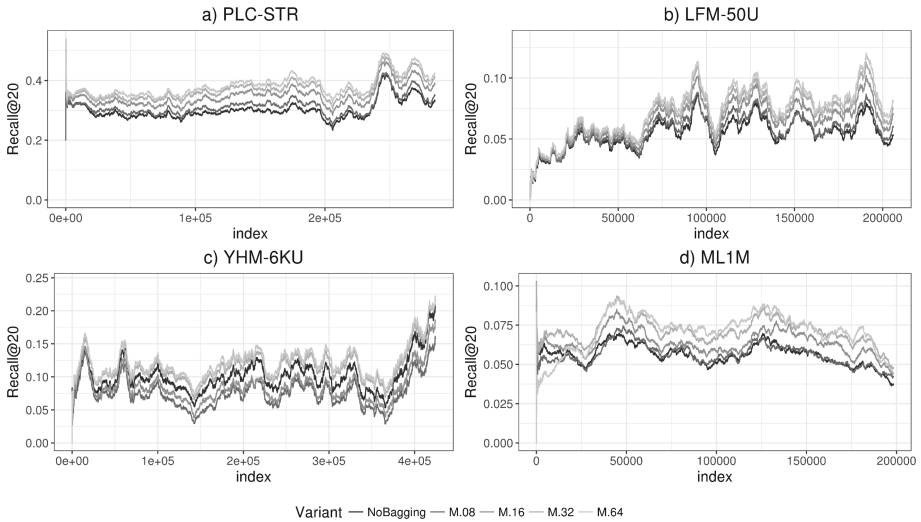 a) PLC-STR
b) LFM-50U
Recall@20
0.4
0.2
0.0
0e+00
1e+05
2e+05
index
Recall@20
0.10
0.05
0.00
0
50000
100000
150000
200000
index
c) YHM-6KU
d) ML1M
Recall@20
0.25
0.20
0.15
0.10
0.05
0.00
0e+00
1e+05
2e+05
3e+05
4e+05
index
Recall@20
0.100
0.075
0.050
0.025
0.000
0
50000
100000
150000
200000
index
Variant NoBagging M.08 M.16 M.32 M.64